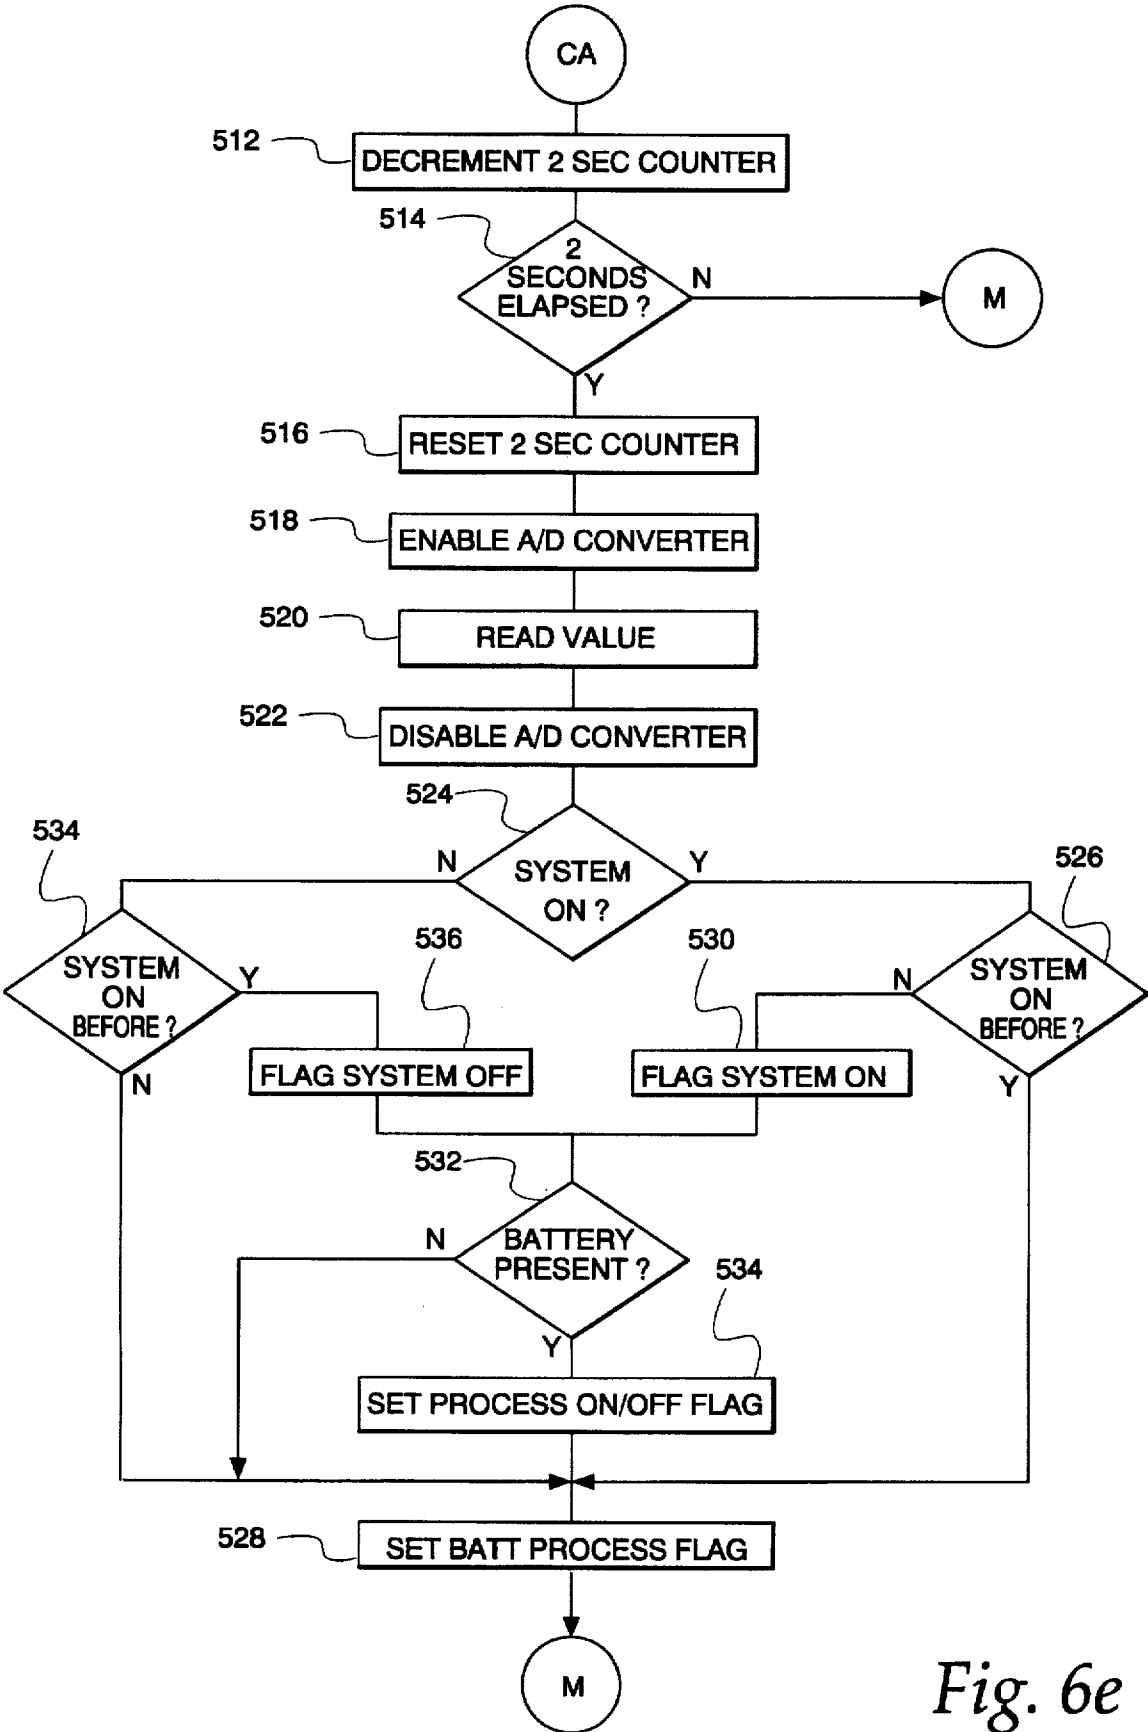 CA
512
DECREMENT 2 SEC COUNTER
514
2
SECONDS
ELAPSED ?
N
M
Y
516
RESET 2 SEC COUNTER
518
ENABLE A/D CONVERTER
520
READ VALUE
522
DISABLE A/D CONVERTER
524
SYSTEM
ON ?
N
Y
534
SYSTEM
ON
BEFORE ?
Y
N
526
SYSTEM
ON
BEFORE ?
N
Y
536
FLAG SYSTEM OFF
530
FLAG SYSTEM ON
532
BATTERY
PRESENT ?
N
Y
534
SET PROCESS ON/OFF FLAG
528
SET BATT PROCESS FLAG
M
Fig. 6e